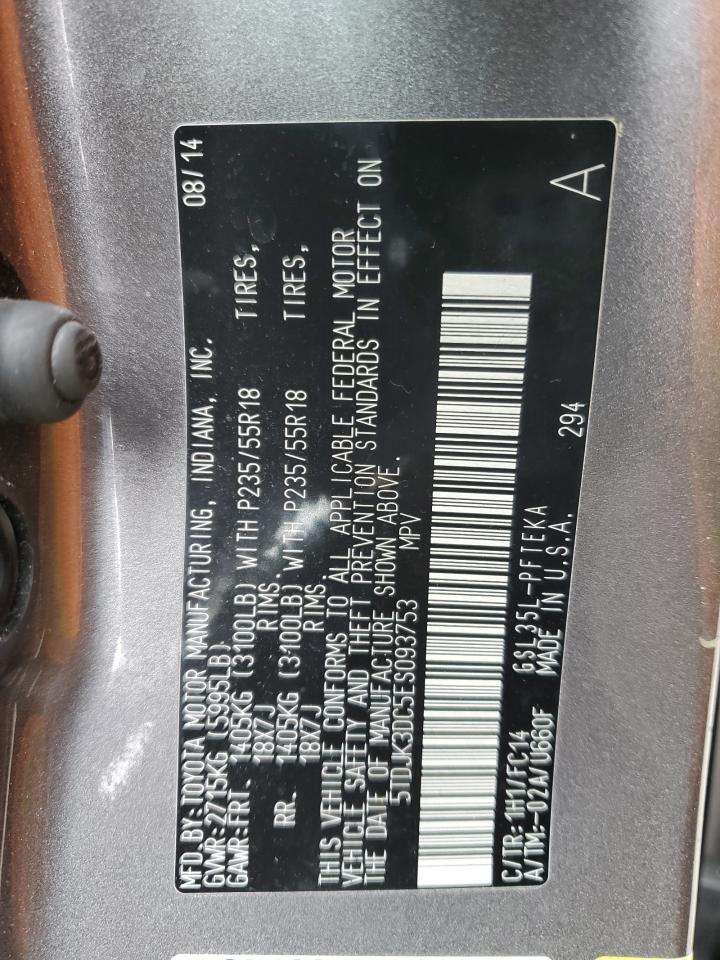 MFD.BY:TOYOTA MOTOR MANUFACTURING, INDIANA, INC. 08/14
GVWR:2715KG (5995LB)
GAWR:FRT. 1405KG (3100LB) WITH P235/55R18 TIRES,
18X7J RIMS.
RR. 1405KG (3100LB) WITH P235/55R18 TIRES,
18X7J RIMS.
THIS VEHICLE CONFORMS TO ALL APPLICABLE FEDERAL MOTOR
VEHICLE SAFETY AND THEFT PREVENTION STANDARDS IN EFFECT ON
THE DATE OF MANUFACTURE SHOWN ABOVE.
5TDJK3DC5ES093753 MPV
C/TR:1H1/FC14 GSL35L-PFTEKA 294
A/TM:-02A/U660F MADE IN U.S.A.
A